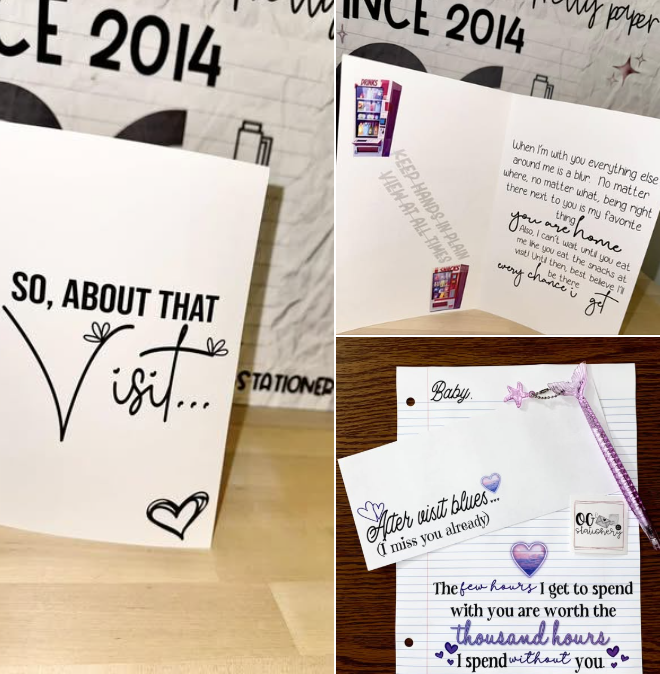 CE 2014
SO, ABOUT THAT
Visit...
STATIONER
INCE 2014
paper
DRINKS
KEEP HANDS IN PLAIN
VIEW AT ALL TIMES
SNACKS
When I'm with you everything else
around me is a blur. No matter
where, no matter what, being right
there next to you is my favorite
thing
you are home
Also, I can't wait until you eat
me like you eat the snacks at
visit! Until then, best believe I'll
be there
every chance i get
Baby,
After visit blues...
(I miss you already)
OG
stationery
The few hours I get to spend
with you are worth the
thousand hours
I spend without you.